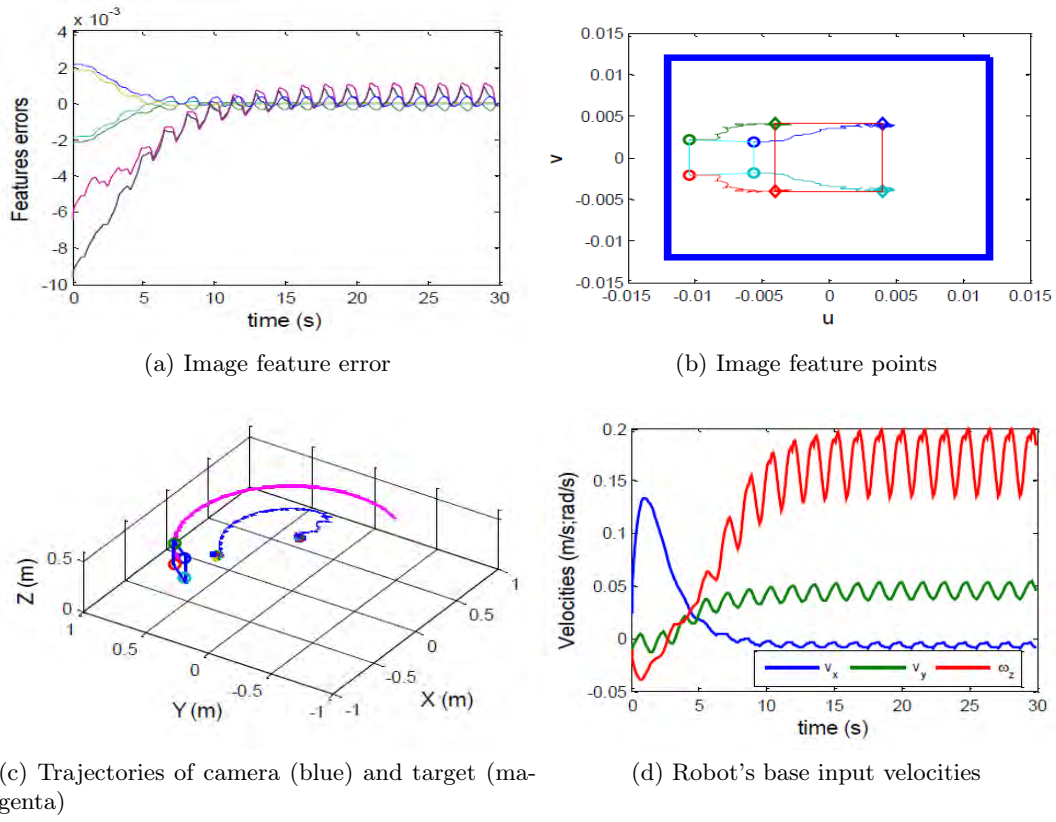 x 10⁻³
4
2
0
-2
-4
-6
-8
-10
Features errors
0 5 10 15 20 25 30
time (s)
(a) Image feature error
0.015
0.01
0.005
0
-0.005
-0.01
-0.015
v
-0.015 -0.01 -0.005 0 0.005 0.01 0.015
u
(b) Image feature points
0.5
0
Z (m)
1 0.5 0 -0.5 -1
Y (m)
-1 -0.5 0 0.5 1
X (m)
(c) Trajectories of camera (blue) and target (ma-
genta)
0.2
0.15
0.1
0.05
0
-0.05
Velocities (m/s;rad/s)
v_x v_y ω_z
0 5 10 15 20 25 30
time (s)
(d) Robot's base input velocities